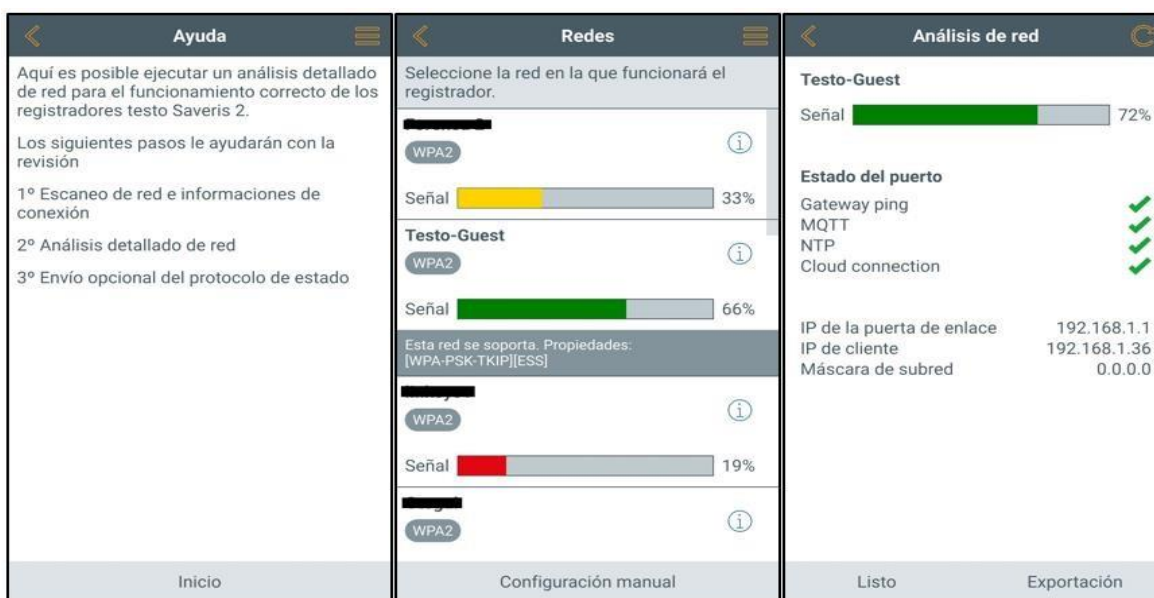 Ayuda
Aquí es posible ejecutar un análisis detallado
de red para el funcionamiento correcto de los
registradores testo Saveris 2.
Los siguientes pasos le ayudarán con la
revisión
1º Escaneo de red e informaciones de
conexión
2º Análisis detallado de red
3º Envío opcional del protocolo de estado
Inicio
Redes
Seleccione la red en la que funcionará el
registrador.
WPA2
Señal 33%
Testo-Guest
WPA2
Señal 66%
Esta red se soporta. Propiedades:
[WPA-PSK-TKIP][ESS]
WPA2
Señal 19%
WPA2
Configuración manual
Análisis de red
Testo-Guest
Señal 72%
Estado del puerto
Gateway ping
MQTT
NTP
Cloud connection
IP de la puerta de enlace 192.168.1.1
IP de cliente 192.168.1.36
Máscara de subred 0.0.0.0
Listo Exportación